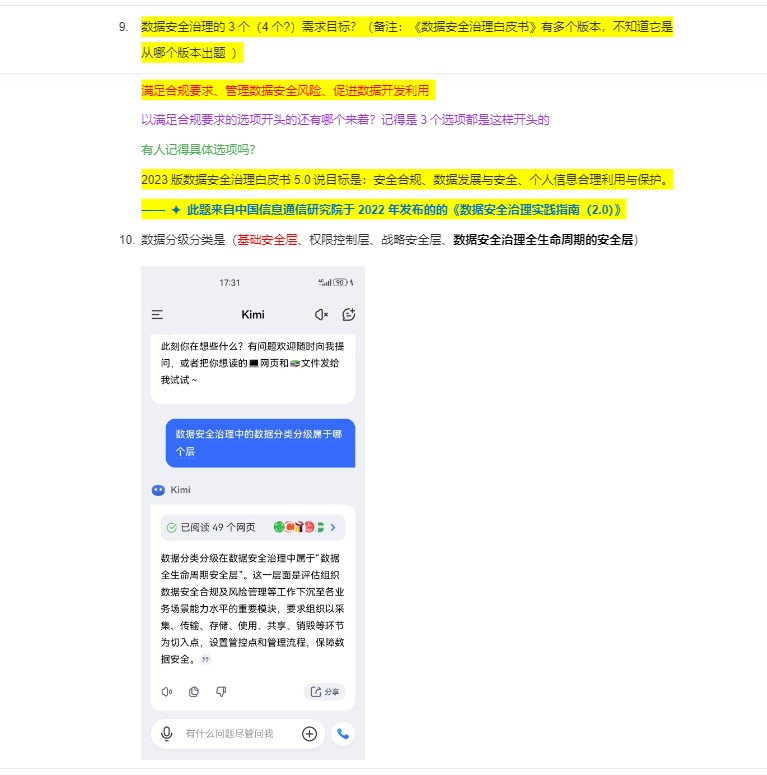 9. 数据安全治理的 3 个（4 个?）需求目标？（备注：《数据安全治理白皮书》有多个版本，不知道它是
从哪个版本出题 ）
满足合规要求、管理数据安全风险、促进数据开发利用
以满足合规要求的选项开头的还有哪个来着？记得是 3 个选项都是这样开头的
有人记得具体选项吗？
2023 版数据安全治理白皮书 5.0 说目标是：安全合规、数据发展与安全、个人信息合理利用与保护。
—— ✦ 此题来自中国信息通信研究院于 2022 年发布的的《数据安全治理实践指南（2.0）》
10. 数据分级分类是（基础安全层、权限控制层、战略安全层、数据安全治理全生命周期的安全层）
17:31
90
Kimi
此刻你在想些什么？有问题欢迎随时向我提
问，或者把你想读的💻网页和📚文件发给
我试试～
数据安全治理中的数据分类分级属于哪
个层
Kimi
已阅读 49 个网页
数据分类分级在数据安全治理中属于“数据
全生命周期安全层”。这一层面是评估组织
数据安全合规及风险管理等工作下沉至各业
务场景能力水平的重要模块，要求组织以采
集、传输、存储、使用、共享、销毁等环节
为切入点，设置管控点和管理流程，保障数
据安全。
分享
有什么问题尽管问我